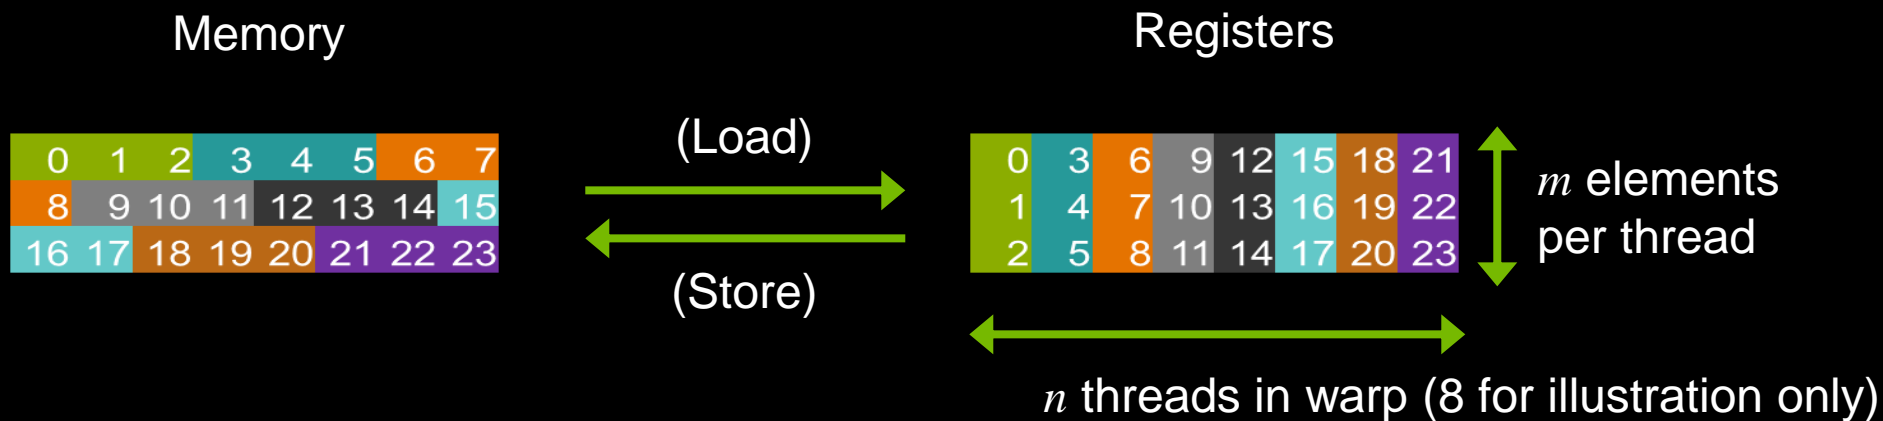 Memory
Registers
0 1 2 3 4 5 6 7
8 9 10 11 12 13 14 15
16 17 18 19 20 21 22 23
(Load)
(Store)
0 3 6 9 12 15 18 21
1 4 7 10 13 16 19 22
2 5 8 11 14 17 20 23
m elements
per thread
n threads in warp (8 for illustration only)